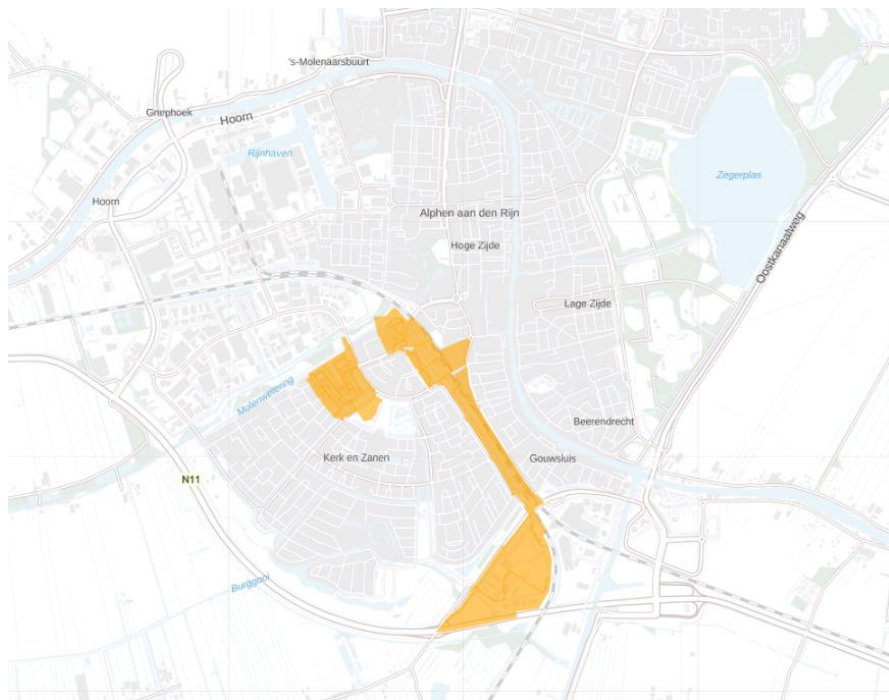 's-Molenaarsbuurt
Gnephoek
Hoorn
Rijnhaven
Zegerplas
Hoorn
Alphen aan den Rijn
Hoge Zijde
Oostkanaalweg
Lage Zijde
Molenwetering
Beerendrecht
Kerk en Zanen
Gouwsluis
N11
Burggooi